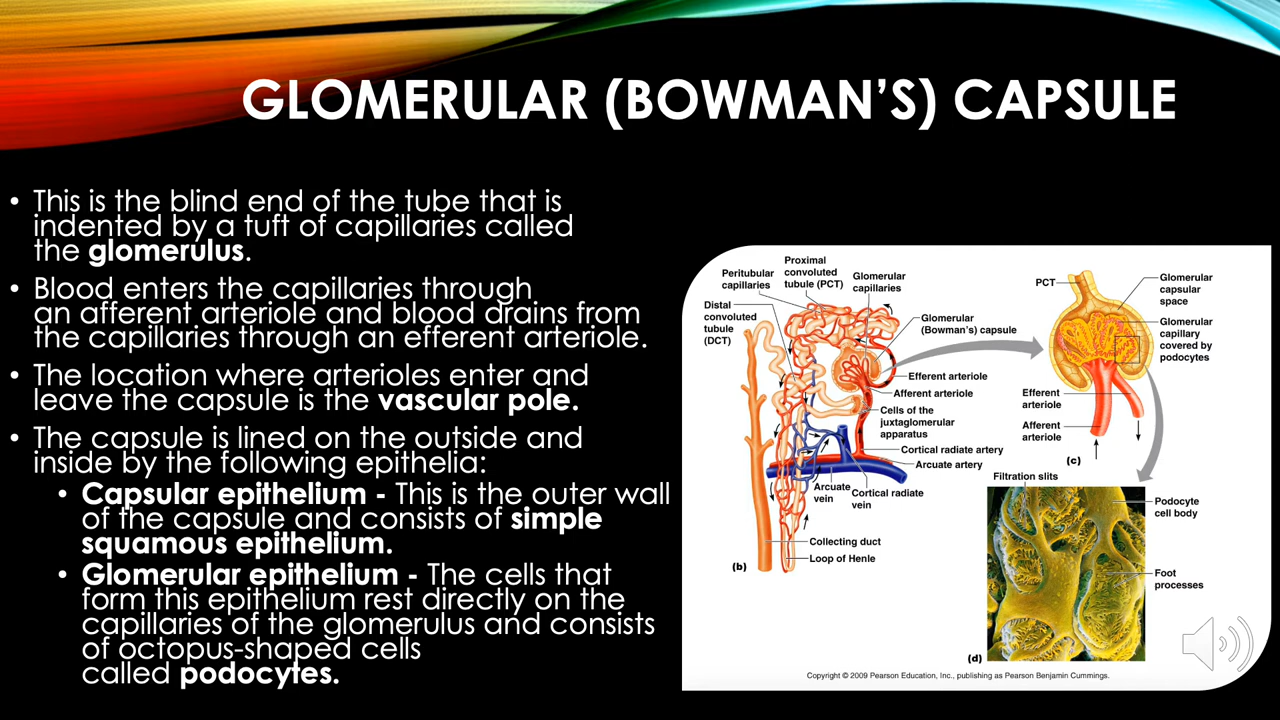 GLOMERULAR (BOWMAN'S) CAPSULE
• This is the blind end of the tube that is
indented by a tuft of capillaries called
the glomerulus.
• Blood enters the capillaries through
an afferent arteriole and blood drains from
the capillaries through an efferent arteriole.
• The location where arterioles enter and
leave the capsule is the vascular pole.
• The capsule is lined on the outside and
inside by the following epithelia:
• Capsular epithelium - This is the outer wall
of the capsule and consists of simple
squamous epithelium.
• Glomerular epithelium - The cells that
form this epithelium rest directly on the
capillaries of the glomerulus and consists
of octopus-shaped cells
called podocytes.
Peritubular
capillaries
Proximal
convoluted
tubule (PCT)
Glomerular
capillaries
Distal
convoluted
tubule
(DCT)
Glomerular
(Bowman's) capsule
Efferent arteriole
Afferent arteriole
Cells of the
juxtaglomerular
apparatus
Cortical radiate artery
Arcuate artery
Arcuate
vein
Cortical radiate
vein
Collecting duct
Loop of Henle
(b)
PCT
Glomerular
capsular
space
Glomerular
capillary
covered by
podocytes
Efferent
arteriole
Afferent
arteriole
(c)
Filtration slits
Podocyte
cell body
Foot
processes
(d)
Copyright © 2009 Pearson Education, Inc., publishing as Pearson Benjamin Cummings.